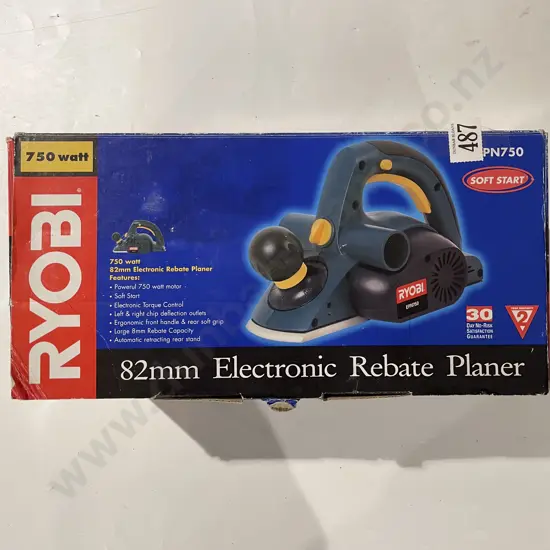 750 watt
RYOBI
487
PN750
SOFT START
750 watt
82mm Electronic Rebate Planer
Features:
• Powerul 750 watt motor
• Soft Start
• Electronic Torque Control
• Left & right chip deflection outlets
• Ergonomic front handle & rear soft grip
• Large 8mm Rebate Capacity
• Automatic retracting rear stand
RYOBI
EPN750
30
DAY NO-RISK
SATISFACTION
GUARANTEE
2
82mm Electronic Rebate Planer